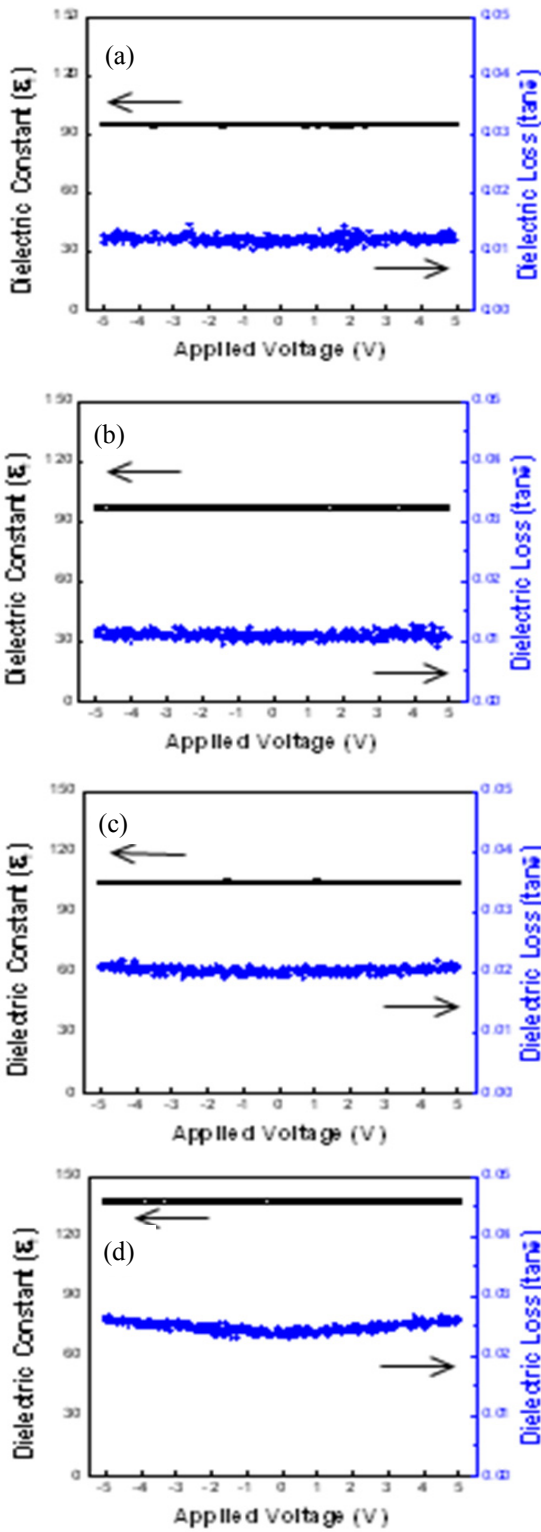 (a)
Dielectric Constant (ε)
150
120
90
60
30
0
0.05
0.04
0.03
0.02
0.01
0.00
Dielectric Loss (tanδ)
-5 -4 -3 -2 -1 0 1 2 3 4 5
Applied Voltage (V)
(b)
Dielectric Constant (ε)
150
120
90
60
30
0
0.05
0.04
0.03
0.02
0.01
0.00
Dielectric Loss (tanδ)
-5 -4 -3 -2 -1 0 1 2 3 4 5
Applied Voltage (V)
(c)
Dielectric Constant (ε)
150
120
90
60
30
0
0.05
0.04
0.03
0.02
0.01
0.00
Dielectric Loss (tanδ)
-5 -4 -3 -2 -1 0 1 2 3 4 5
Applied Voltage (V)
(d)
Dielectric Constant (ε)
150
120
90
60
30
0
0.05
0.04
0.03
0.02
0.01
0.00
Dielectric Loss (tanδ)
-5 -4 -3 -2 -1 0 1 2 3 4 5
Applied Voltage (V)